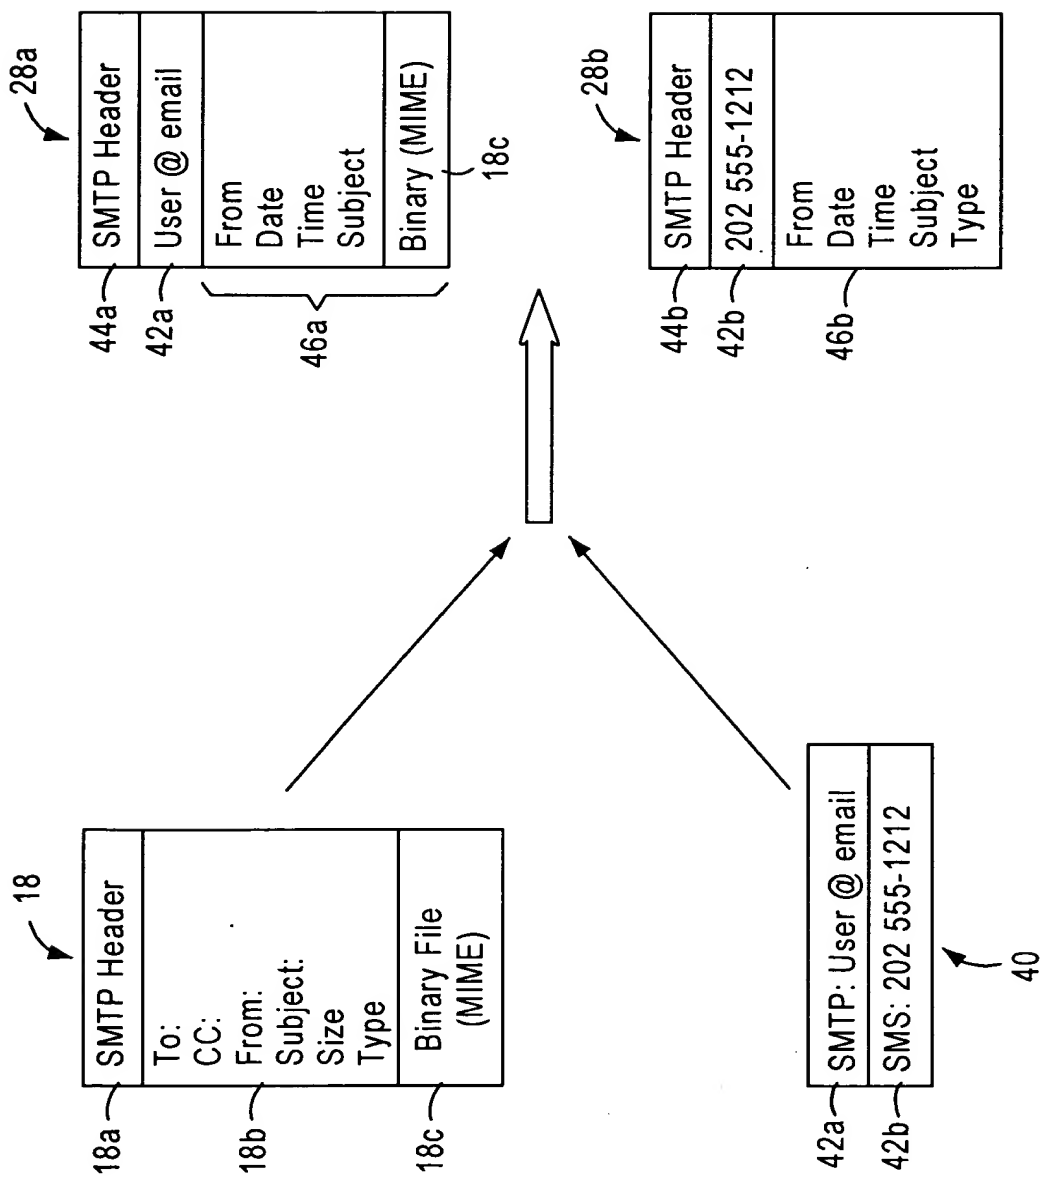 18
18a
SMTP Header
18b
To:
CC:
From:
Subject:
Size
Type
18c
Binary File
(MIME)
42a
SMTP: User @ email
42b
SMS: 202 555-1212
40
28a
44a
SMTP Header
42a
User @ email
46a
From
Date
Time
Subject
Binary (MIME)
18c
28b
44b
SMTP Header
42b
202 555-1212
46b
From
Date
Time
Subject
Type